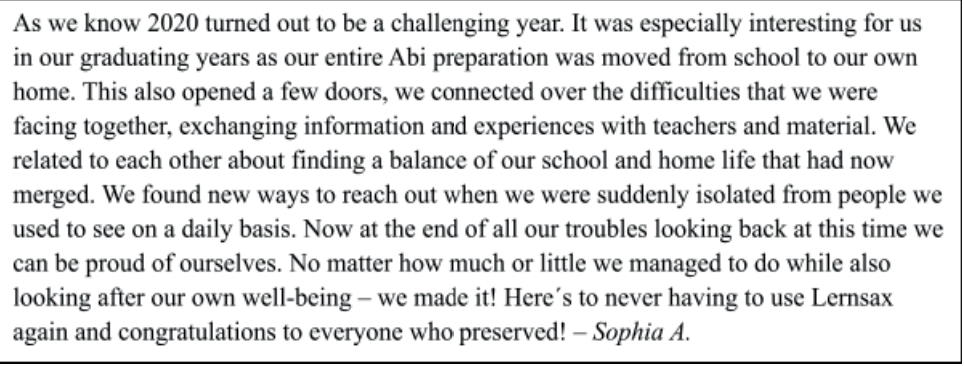 As we know 2020 turned out to be a challenging year. It was especially interesting for us
in our graduating years as our entire Abi preparation was moved from school to our own
home. This also opened a few doors, we connected over the difficulties that we were
facing together, exchanging information and experiences with teachers and material. We
related to each other about finding a balance of our school and home life that had now
merged. We found new ways to reach out when we were suddenly isolated from people we
used to see on a daily basis. Now at the end of all our troubles looking back at this time we
can be proud of ourselves. No matter how much or little we managed to do while also
looking after our own well-being – we made it! Here´s to never having to use Lernsax
again and congratulations to everyone who preserved! – Sophia A.